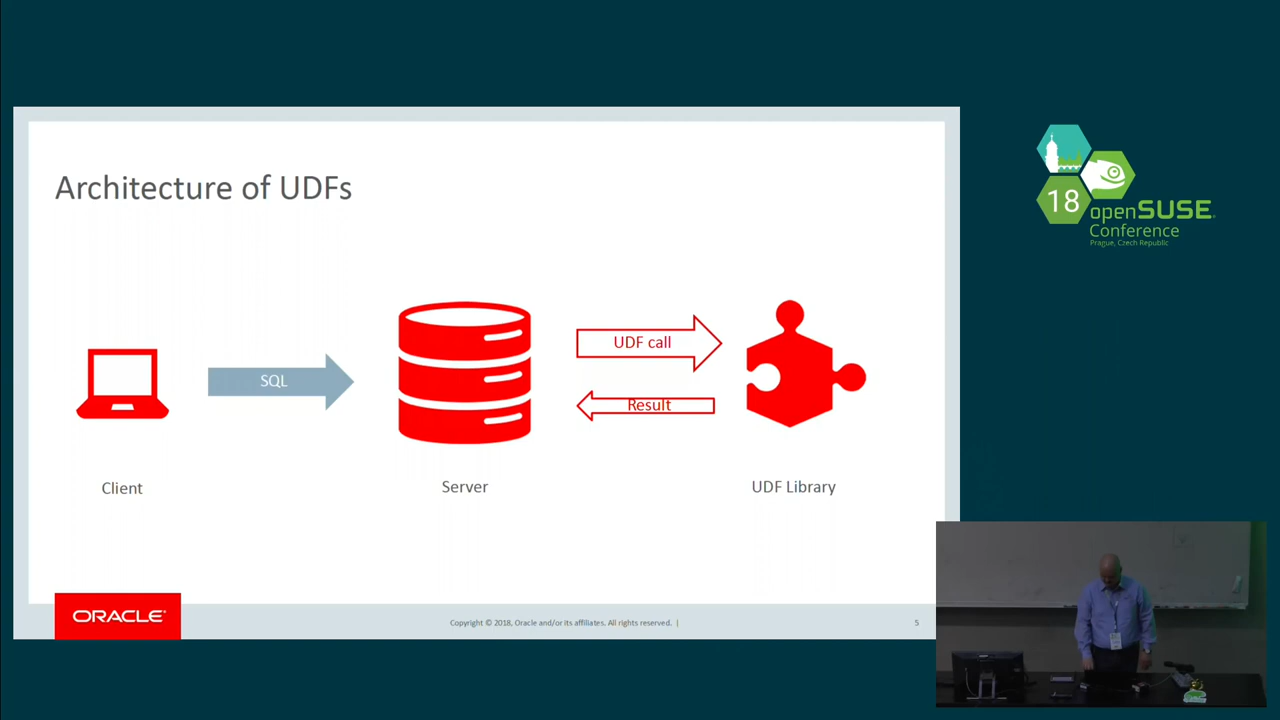 Architecture of UDFs
SQL
UDF call
Result
Client
Server
UDF Library
ORACLE
Copyright © 2018, Oracle and/or its affiliates. All rights reserved. |
5
18
openSUSE
Conference
Prague, Czech Republic